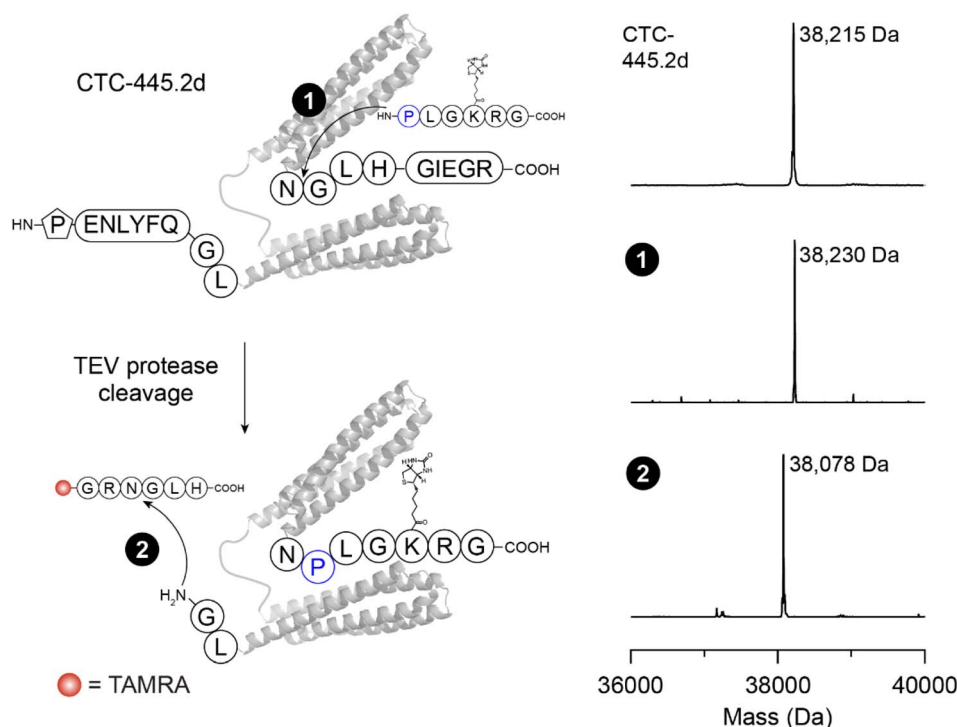 CTC-445.2d
1
HN P L G K R G COOH
N G L H GIEGR COOH
HN P ENLYFQ G L
TEV protease
cleavage
G R N G L H COOH
2
H₂N G L
N P L G K R G COOH
= TAMRA
CTC-
445.2d
38,215 Da
1
38,230 Da
2
38,078 Da
36000 38000 40000
Mass (Da)